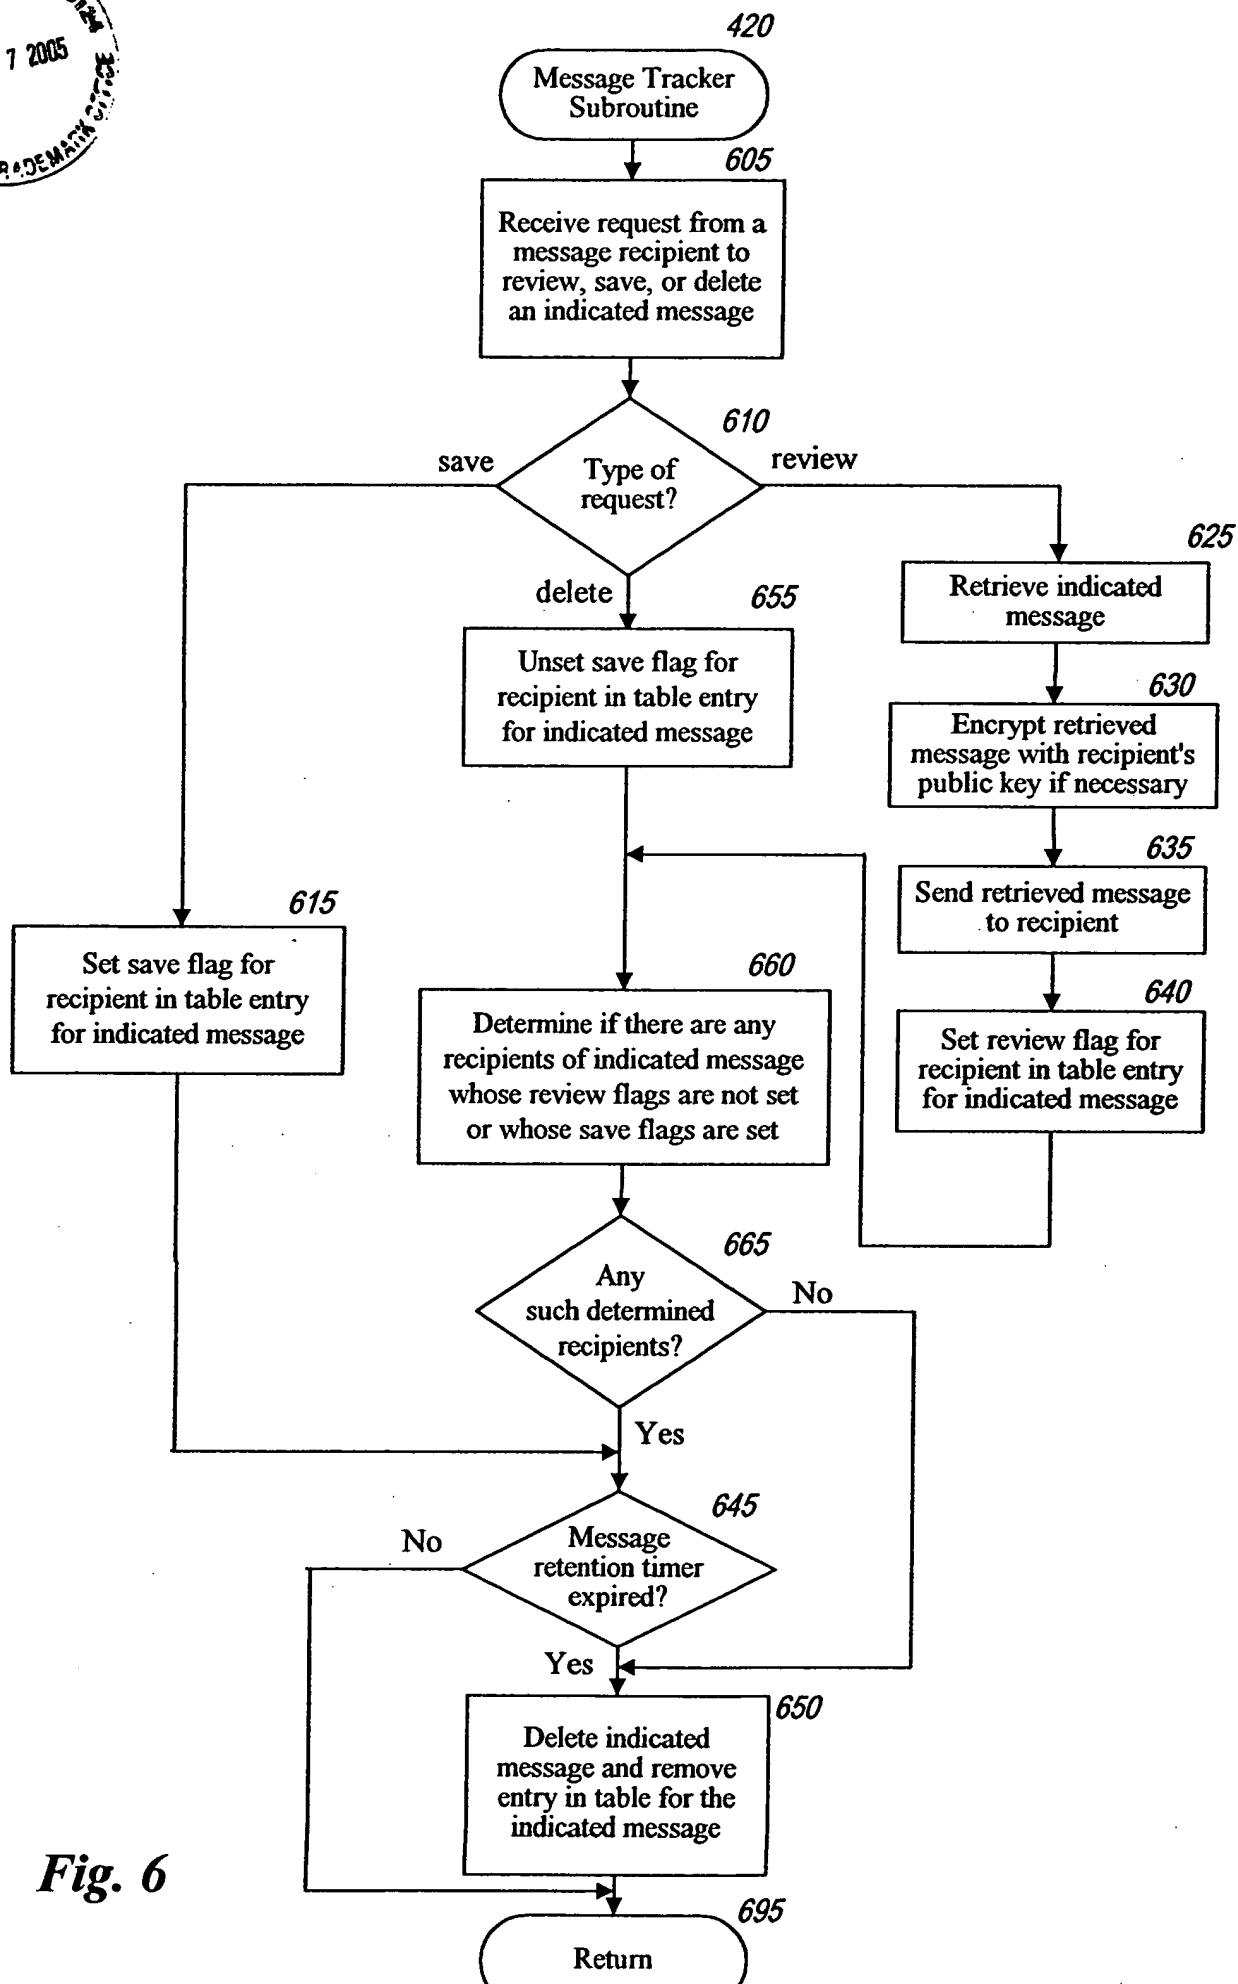 7 2005
TRADEMARK OFFICE
420
Message Tracker
Subroutine
605
Receive request from a
message recipient to
review, save, or delete
an indicated message
610
save
Type of
request?
review
625
Retrieve indicated
message
delete
655
Unset save flag for
recipient in table entry
for indicated message
630
Encrypt retrieved
message with recipient's
public key if necessary
635
Send retrieved message
to recipient
615
Set save flag for
recipient in table entry
for indicated message
660
Determine if there are any
recipients of indicated message
whose review flags are not set
or whose save flags are set
640
Set review flag for
recipient in table entry
for indicated message
665
Any
such determined
recipients?
No
Yes
645
No
Message
retention timer
expired?
Yes
650
Delete indicated
message and remove
entry in table for the
indicated message
Fig. 6
695
Return